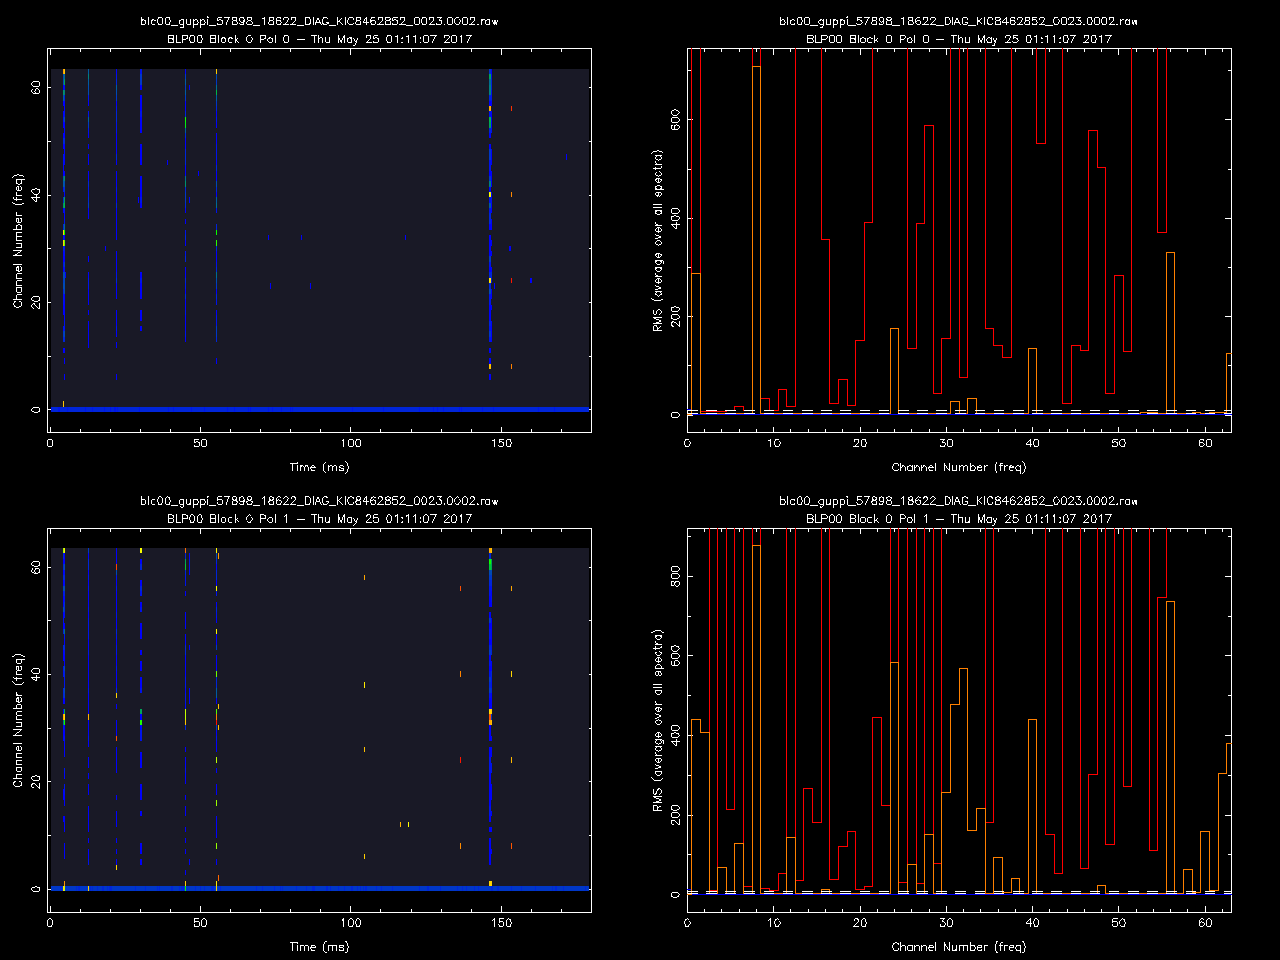 blc00_guppi_57898_18622_DIAG_KIC8462852_0023.0002.raw
BLP00 Block 0 Pol 0 – Thu May 25 01:11:07 2017
Channel Number (freq)
60
40
20
0
0 50 100 150
Time (ms)
blc00_guppi_57898_18622_DIAG_KIC8462852_0023.0002.raw
BLP00 Block 0 Pol 0 – Thu May 25 01:11:07 2017
RMS (average over all spectra)
600
400
200
0
0 10 20 30 40 50 60
Channel Number (freq)
blc00_guppi_57898_18622_DIAG_KIC8462852_0023.0002.raw
BLP00 Block 0 Pol 1 – Thu May 25 01:11:07 2017
Channel Number (freq)
60
40
20
0
0 50 100 150
Time (ms)
blc00_guppi_57898_18622_DIAG_KIC8462852_0023.0002.raw
BLP00 Block 0 Pol 1 – Thu May 25 01:11:07 2017
RMS (average over all spectra)
800
600
400
200
0
0 10 20 30 40 50 60
Channel Number (freq)